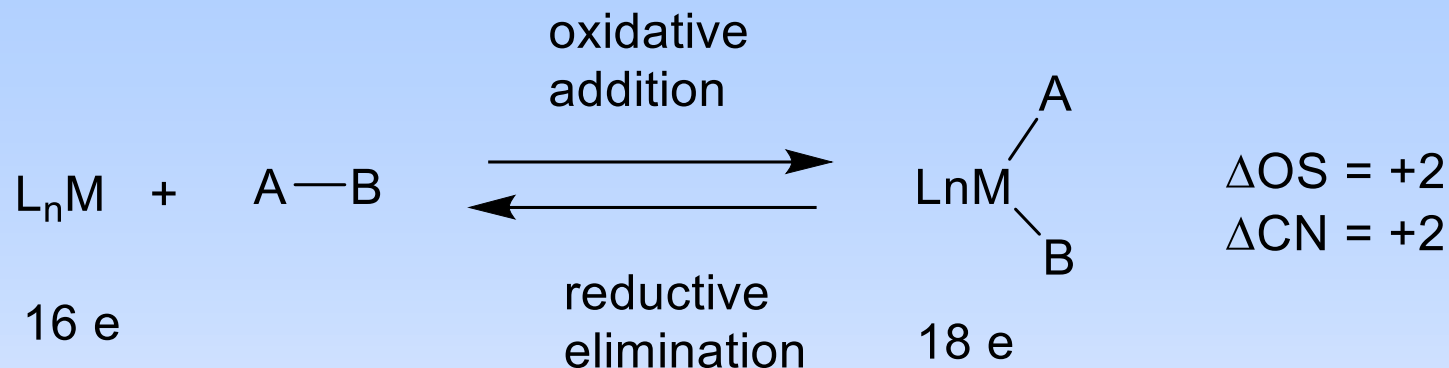 oxidative
addition
LₙM + A—B
LnM
A
B
ΔOS = +2
ΔCN = +2
reductive
elimination
16 e
18 e